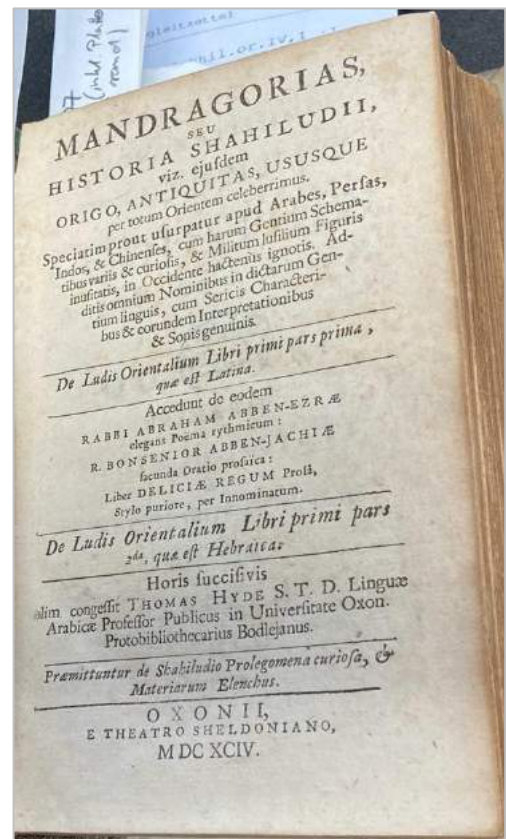 (inkl. Platte
MANDRAGORIAS,
SEU
HISTORIA SHAHILUDII,
viz. ejuſdem
ORIGO, ANTIQUITAS, USUSQUE
per totum Orientem celeberrimus.
Speciatim prout uſurpatur apud Arabes, Perſas,
Indos, & Chinenſes, cum harum Gentium Schema-
tibus variis & curioſis, & Militum luſilium Figuris
inuſitatis, in Occidente hactenus ignotis. Ad-
ditis omnium Nominibus in dictarum Gen-
tium linguis, cum Sericis Characteri-
bus & eorundem Interpretationibus
& Sonis genuinis.
De Ludis Orientalium Libri primi pars prima,
quæ eſt Latina.
Accedunt de eodem
RABBI ABRAHAM ABBEN-EZRÆ
elegans Poema rythmicum:
R. BONSENIOR ABBEN-JACHIÆ
facunda Oratio proſaica:
Liber DELICIÆ REGUM Proſâ,
Stylo puriore, per Innominatum.
De Ludis Orientalium Libri primi pars
2da, quæ eſt Hebraica.
Horis ſucciſivis
olim congeſſit THOMAS HYDE S. T. D. Linguæ
Arabicæ Profeſſor Publicus in Univerſitate Oxon.
Protobibliothecarius Bodlejanus.
Præmittuntur de Shahiludio Prolegomena curioſa, &
Materiarum Elenchus.
OXONII,
E THEATRO SHELDONIANO,
M DC XCIV.